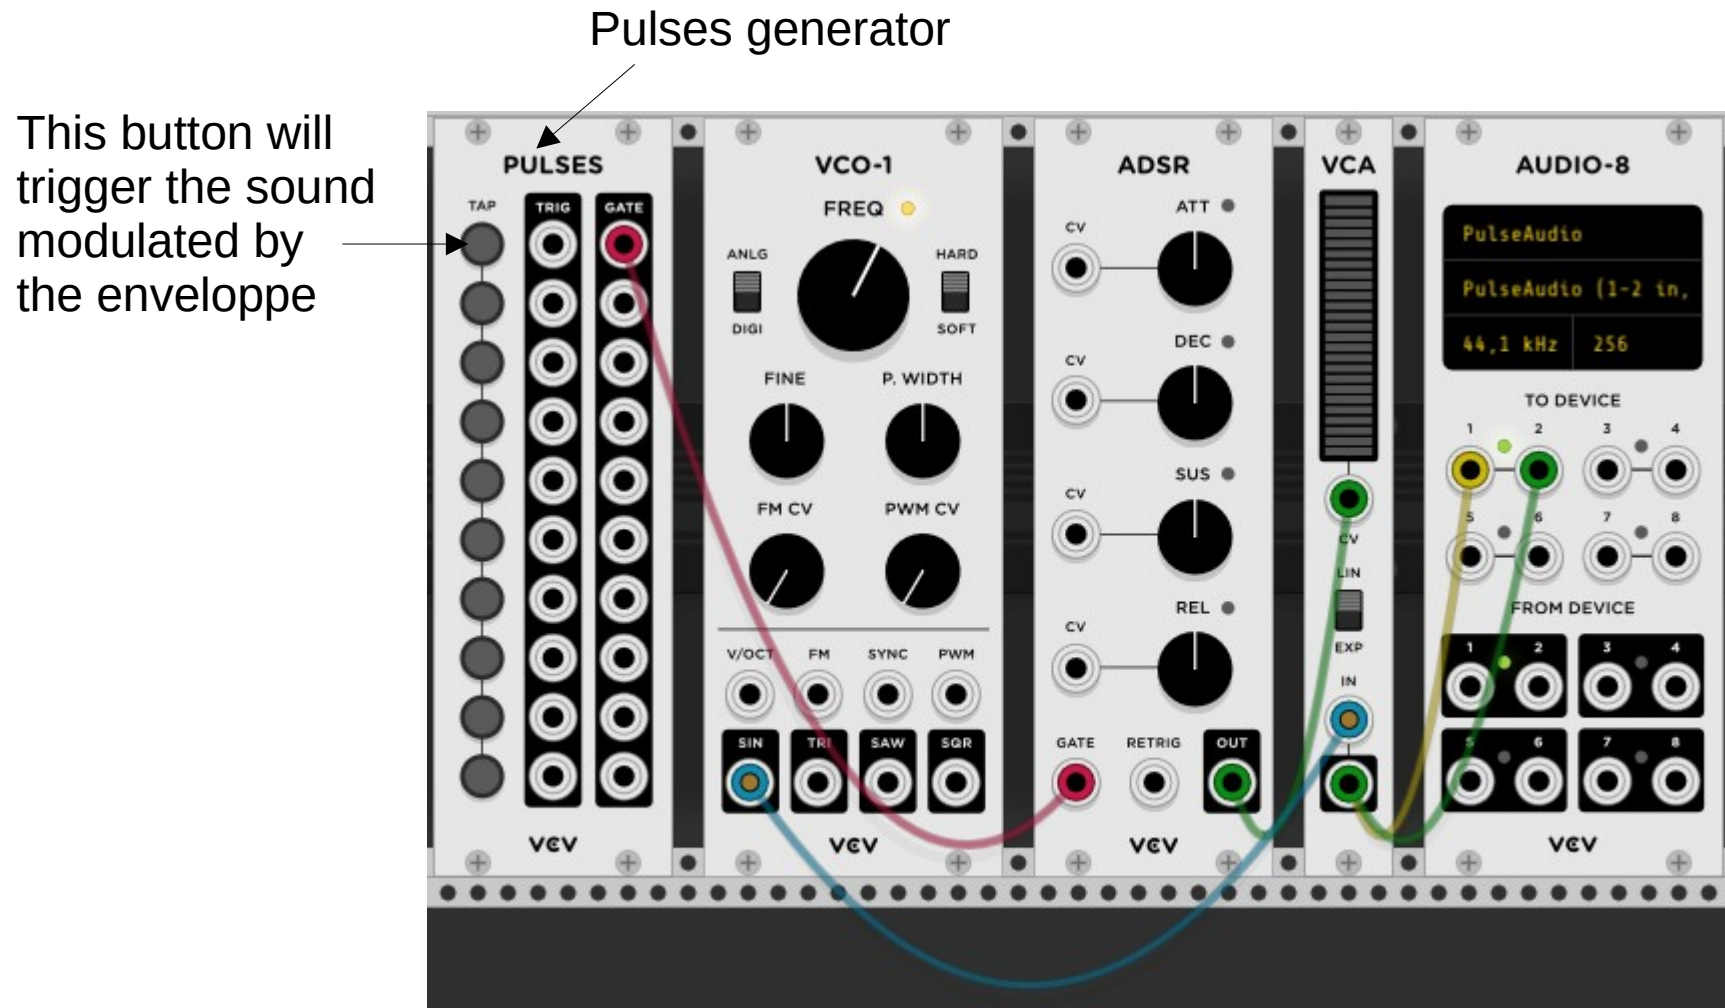 Pulses generator
This button will
trigger the sound
modulated by
the enveloppe
PULSES
TAP TRIG GATE
VCV
VCO-1
FREQ
ANLG HARD
DIGI SOFT
FINE P. WIDTH
FM CV PWM CV
V/OCT FM SYNC PWM
SIN TRI SAW SQR
VCV
ADSR
ATT
CV
DEC
CV
SUS
CV
REL
CV
GATE RETRIG OUT
VCV
VCA
CV
LIN
EXP
IN
AUDIO-8
PulseAudio
PulseAudio (1-2 in,
44,1 kHz 256
TO DEVICE
1 2 3 4
5 6 7 8
FROM DEVICE
1 2 3 4
5 6 7 8
VCV